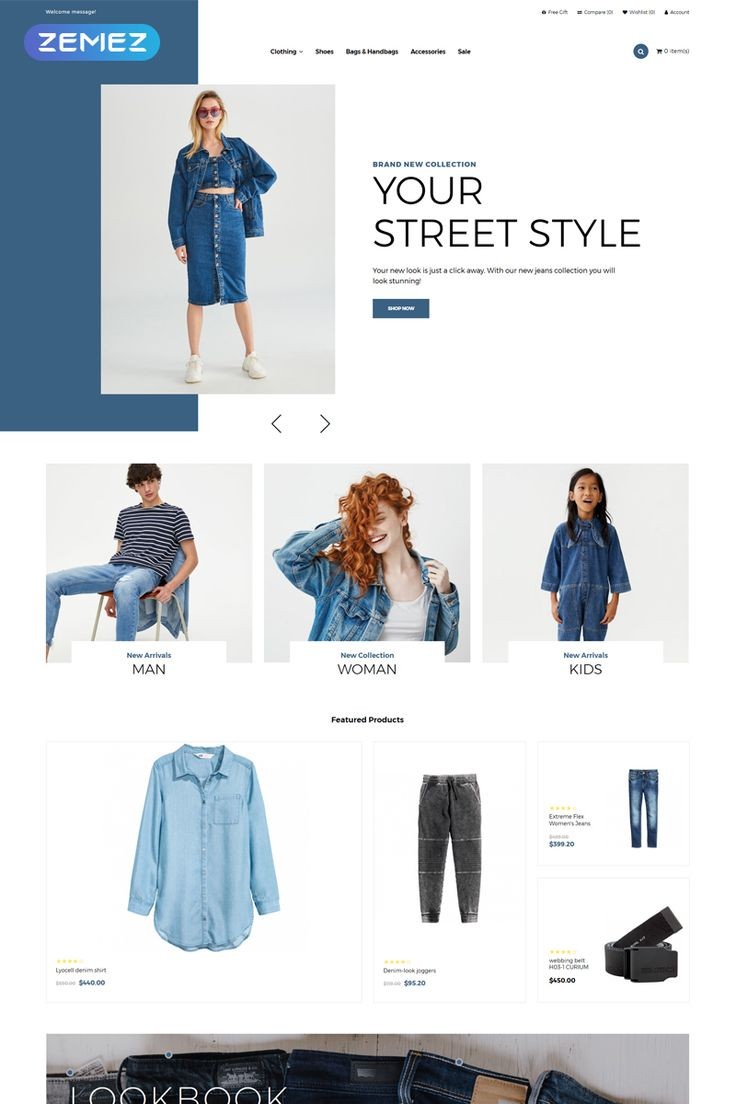 Welcome message!
Free Gift
Compare (0)
Wishlist (0)
Account
ZEMEZ
Clothing
Shoes
Bags & Handbags
Accessories
Sale
0 item(s)
BRAND NEW COLLECTION
YOUR
STREET STYLE
Your new look is just a click away. With our new jeans collection you will
look stunning!
SHOP NOW
New Arrivals
MAN
New Collection
WOMAN
New Arrivals
KIDS
Featured Products
Lyocell denim shirt
$440.00
Denim-look joggers
$95.20
Extreme Flex
Women's Jeans
$399.20
webbing belt
H03-1 CURIUM
$450.00
LOOKBOOK